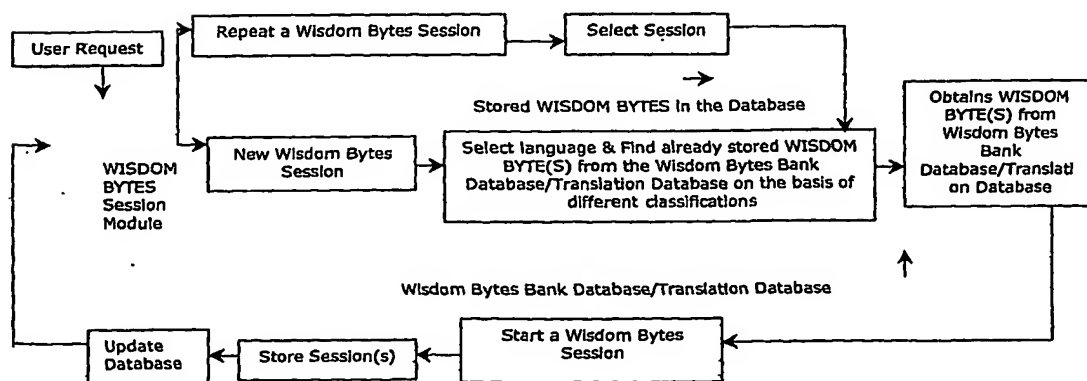 User Request
Repeat a Wisdom Bytes Session
Select Session
Stored WISDOM BYTES in the Database
Obtains WISDOM
BYTE(S) from
Wisdom Bytes
Bank
Database/Translati
on Database
WISDOM
BYTES
Session
Module
New Wisdom Bytes
Session
Select language & Find already stored WISDOM
BYTE(S) from the Wisdom Bytes Bank
Database/Translation Database on the basis of
different classifications
Wisdom Bytes Bank Database/Translation Database
Update
Database
Store Session(s)
Start a Wisdom Bytes
Session